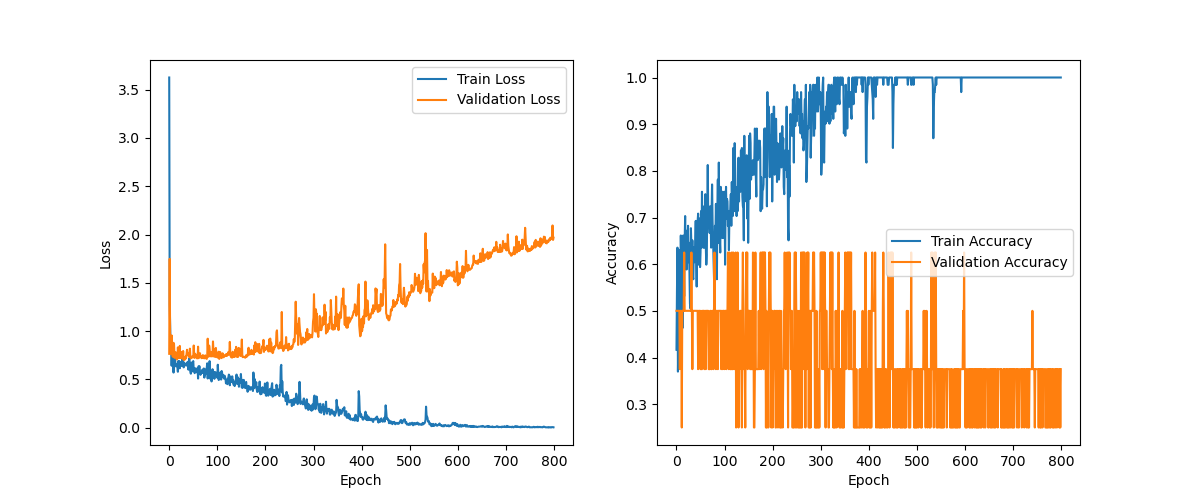 Train Loss
Validation Loss
3.5
3.0
2.5
2.0
1.5
1.0
0.5
0.0
Loss
0 100 200 300 400 500 600 700 800
Epoch
1.0
0.9
0.8
0.7
0.6
0.5
0.4
0.3
Accuracy
Train Accuracy
Validation Accuracy
0 100 200 300 400 500 600 700 800
Epoch